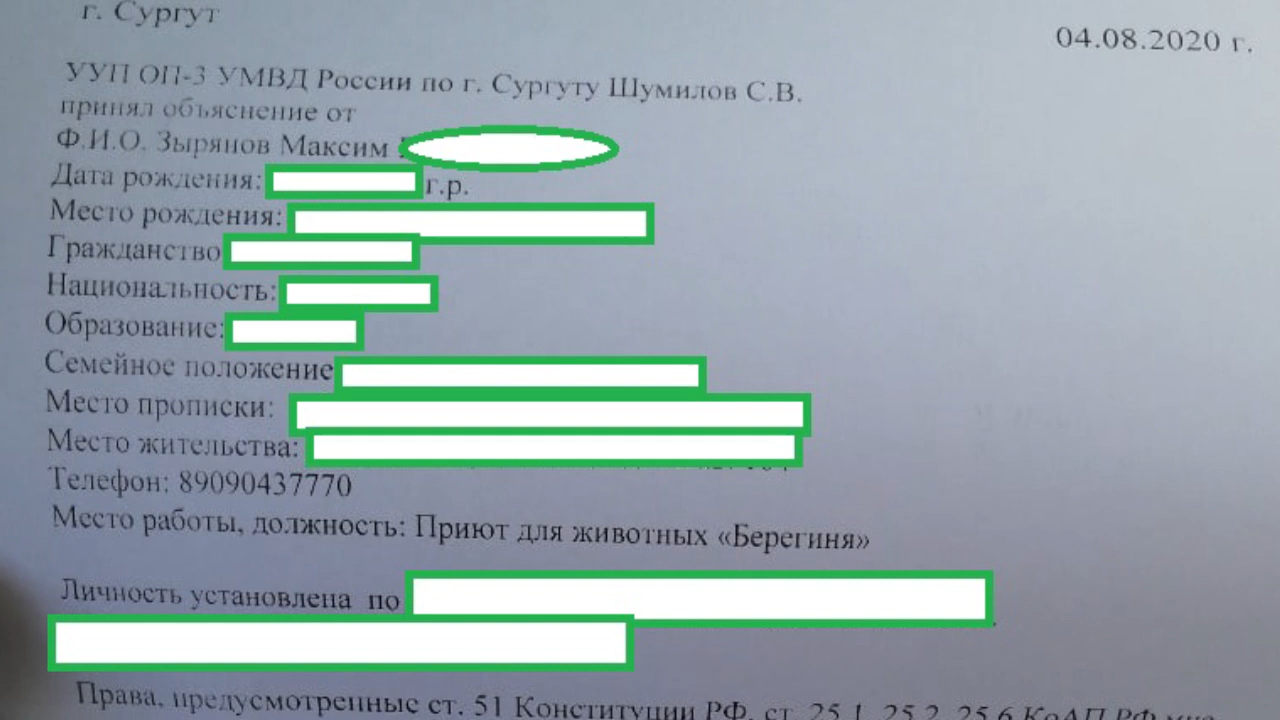 г. Сургут
04.08.2020 г.
УУП ОП-3 УМВД России по г. Сургуту Шумилов С.В.
принял объяснение от
Ф.И.О. Зырянов Максим
Дата рождения: г.р.
Место рождения:
Гражданство
Национальность:
Образование:
Семейное положение
Место прописки:
Место жительства:
Телефон: 89090437770
Место работы, должность: Приют для животных «Берегиня»
Личность установлена по
Права, предусмотренные ст. 51 Конституции РФ, ст. 25.1, 25.2, 25.6 КоАП РФ мне